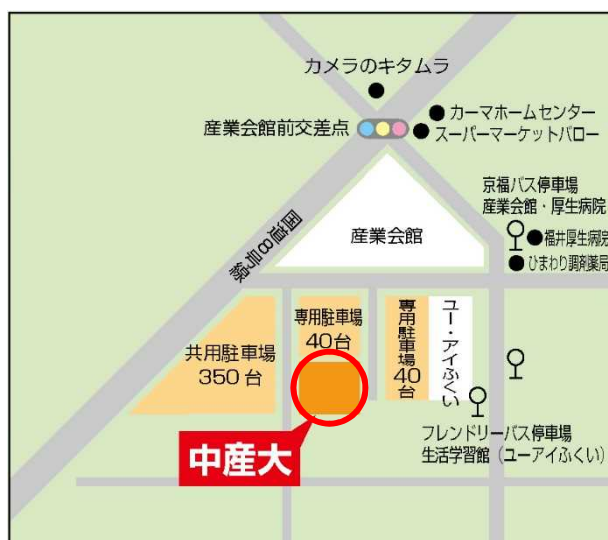 カメラのキタムラ
産業会館前交差点
カーマホームセンター
スーパーマーケットバロー
京福バス停車場
産業会館・厚生病院
福井厚生病院
ひまわり調剤薬局
産業会館
国道8号線
専用駐車場
40台
共用駐車場
350台
専用駐車場40台
ユー・アイふくい
フレンドリーバス停車場
生活学習館（ユーアイふくい）
中産大